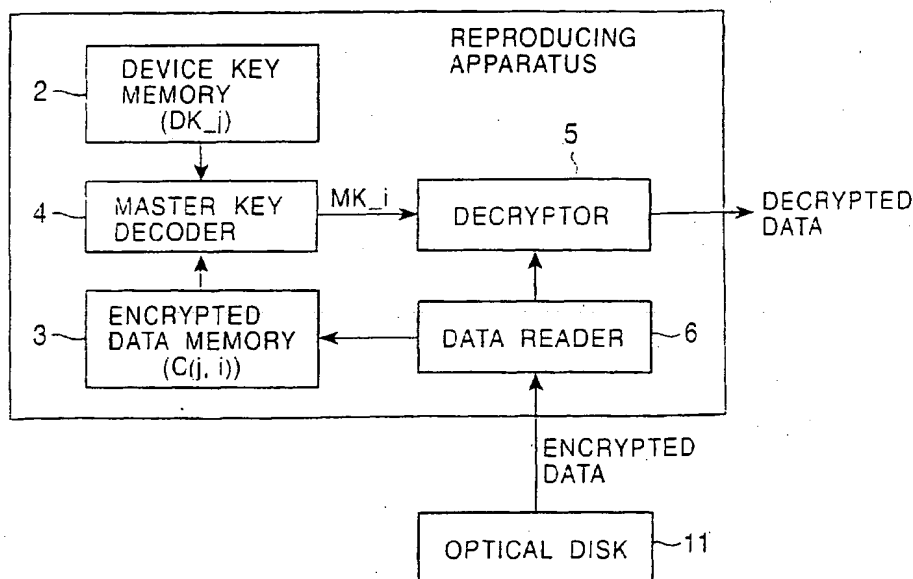 REPRODUCING
APPARATUS
2
DEVICE KEY
MEMORY
(DK_j)
4
MASTER KEY
DECODER
MK_i
5
DECRYPTOR
DECRYPTED
DATA
3
ENCRYPTED
DATA MEMORY
(C(j, i))
DATA READER
6
ENCRYPTED
DATA
OPTICAL DISK
11